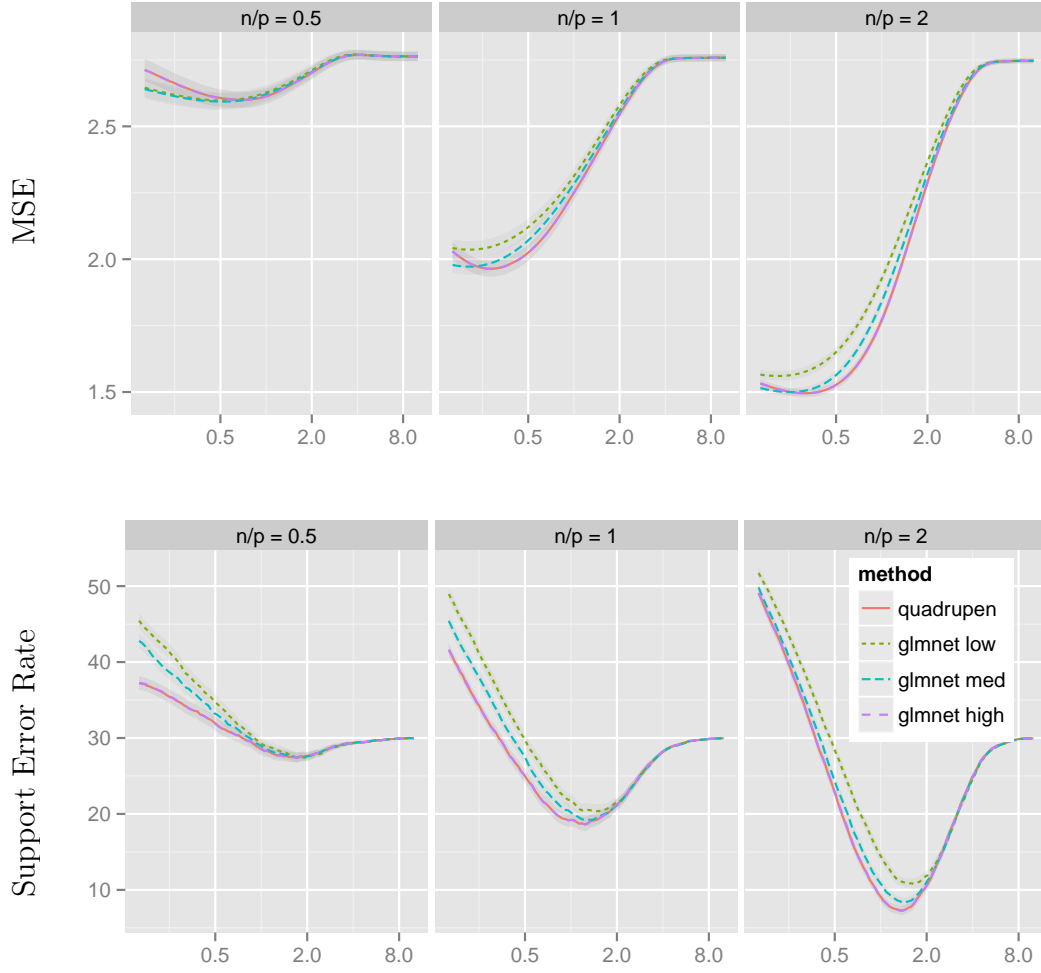 n/p = 0.5 n/p = 1 n/p = 2
MSE
2.5
2.0
1.5
0.5 2.0 8.0 0.5 2.0 8.0 0.5 2.0 8.0
n/p = 0.5 n/p = 1 n/p = 2
Support Error Rate
50
40
30
20
10
method
quadrupen
glmnet low
glmnet med
glmnet high
0.5 2.0 8.0 0.5 2.0 8.0 0.5 2.0 8.0